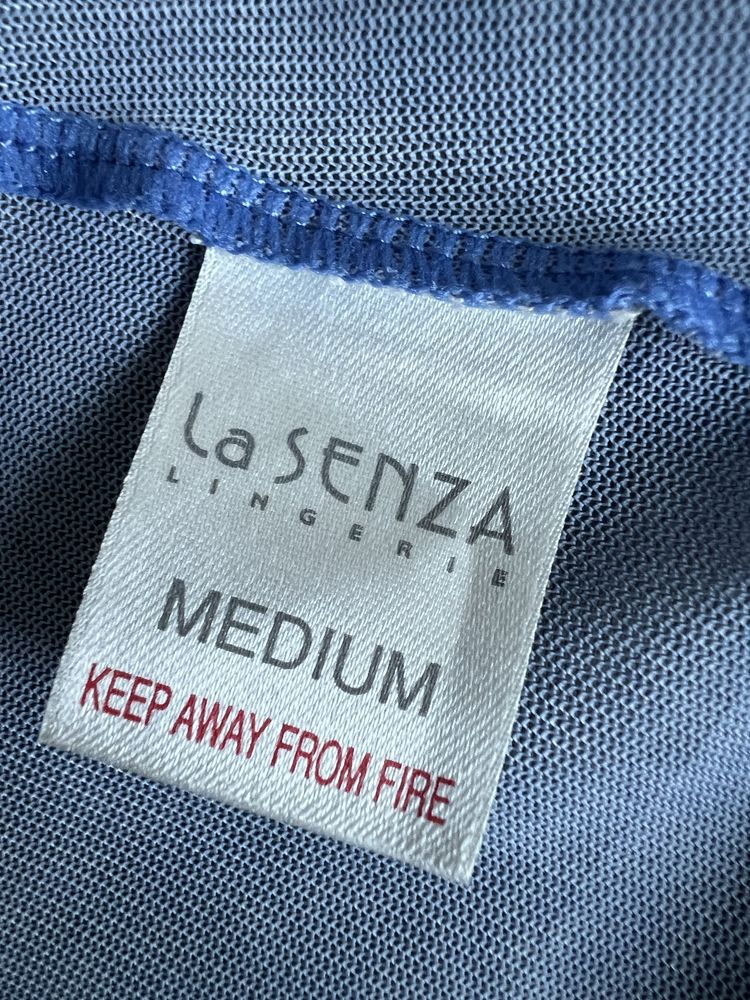 La SENZA
LINGERIE
MEDIUM
KEEP AWAY FROM FIRE